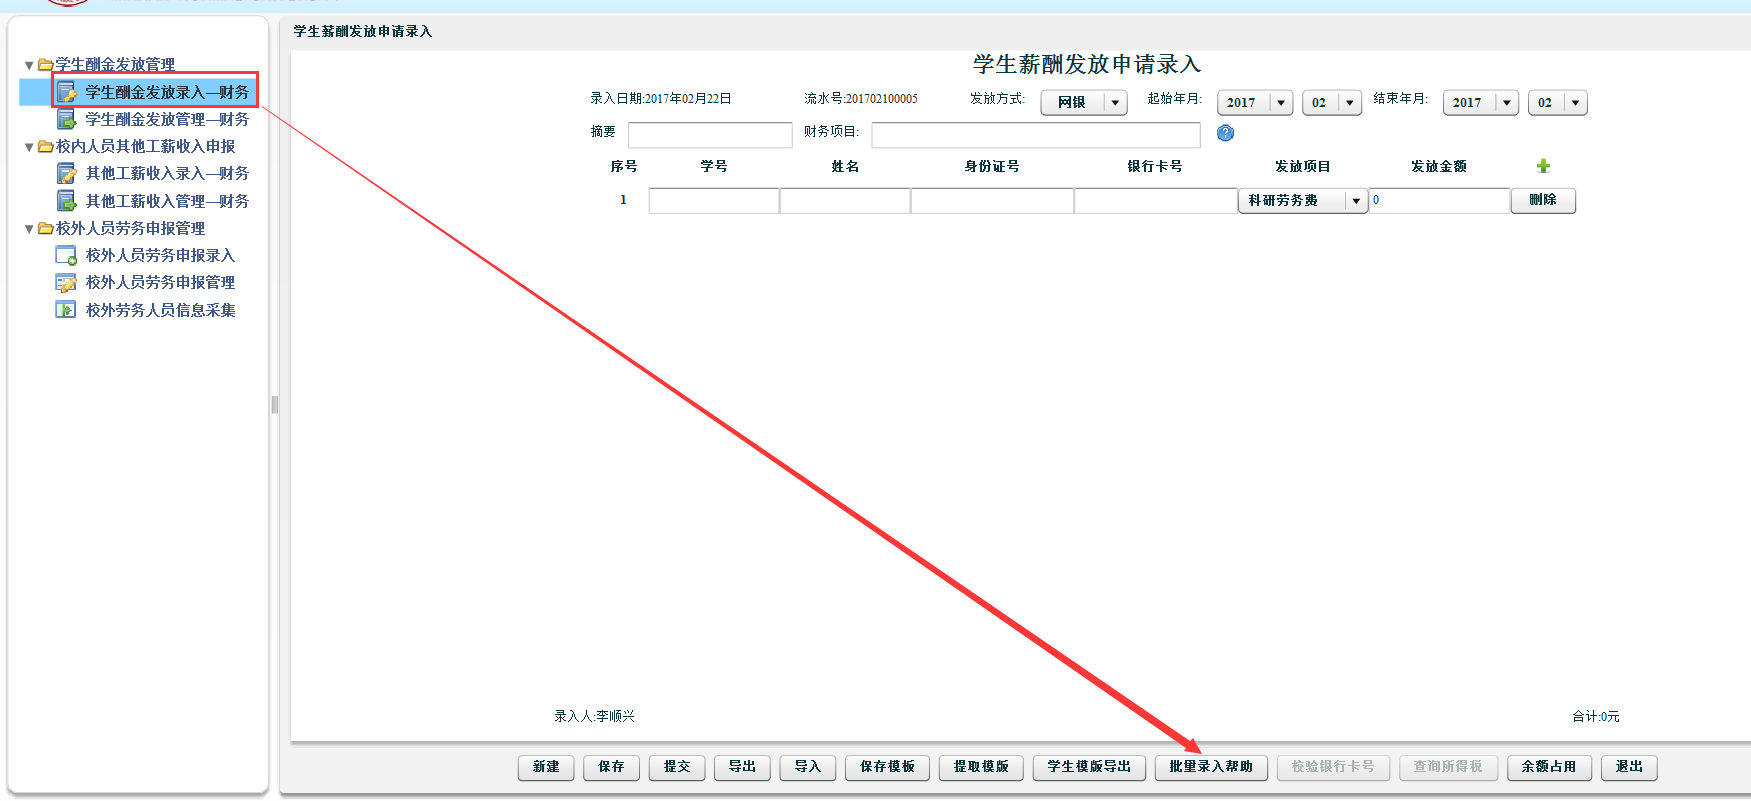 学生酬金发放管理
学生酬金发放录入—财务
学生酬金发放管理—财务
校内人员其他工薪收入申报
其他工薪收入录入—财务
其他工薪收入管理—财务
校外人员劳务申报管理
校外人员劳务申报录入
校外人员劳务申报管理
校外劳务人员信息采集
学生薪酬发放申请录入
学生薪酬发放申请录入
录入日期:2017年02月22日 流水号:201702100005 发放方式: 网银 起始年月: 2017 02 结束年月: 2017 02
摘要 财务项目:
序号 学号 姓名 身份证号 银行卡号 发放项目 发放金额
1 科研劳务费 0 删除
录入人:李顺兴 合计:0元
新建 保存 提交 导出 导入 保存模板 提取模版 学生模版导出 批量录入帮助 校验银行卡号 查询所得税 余额占用 退出